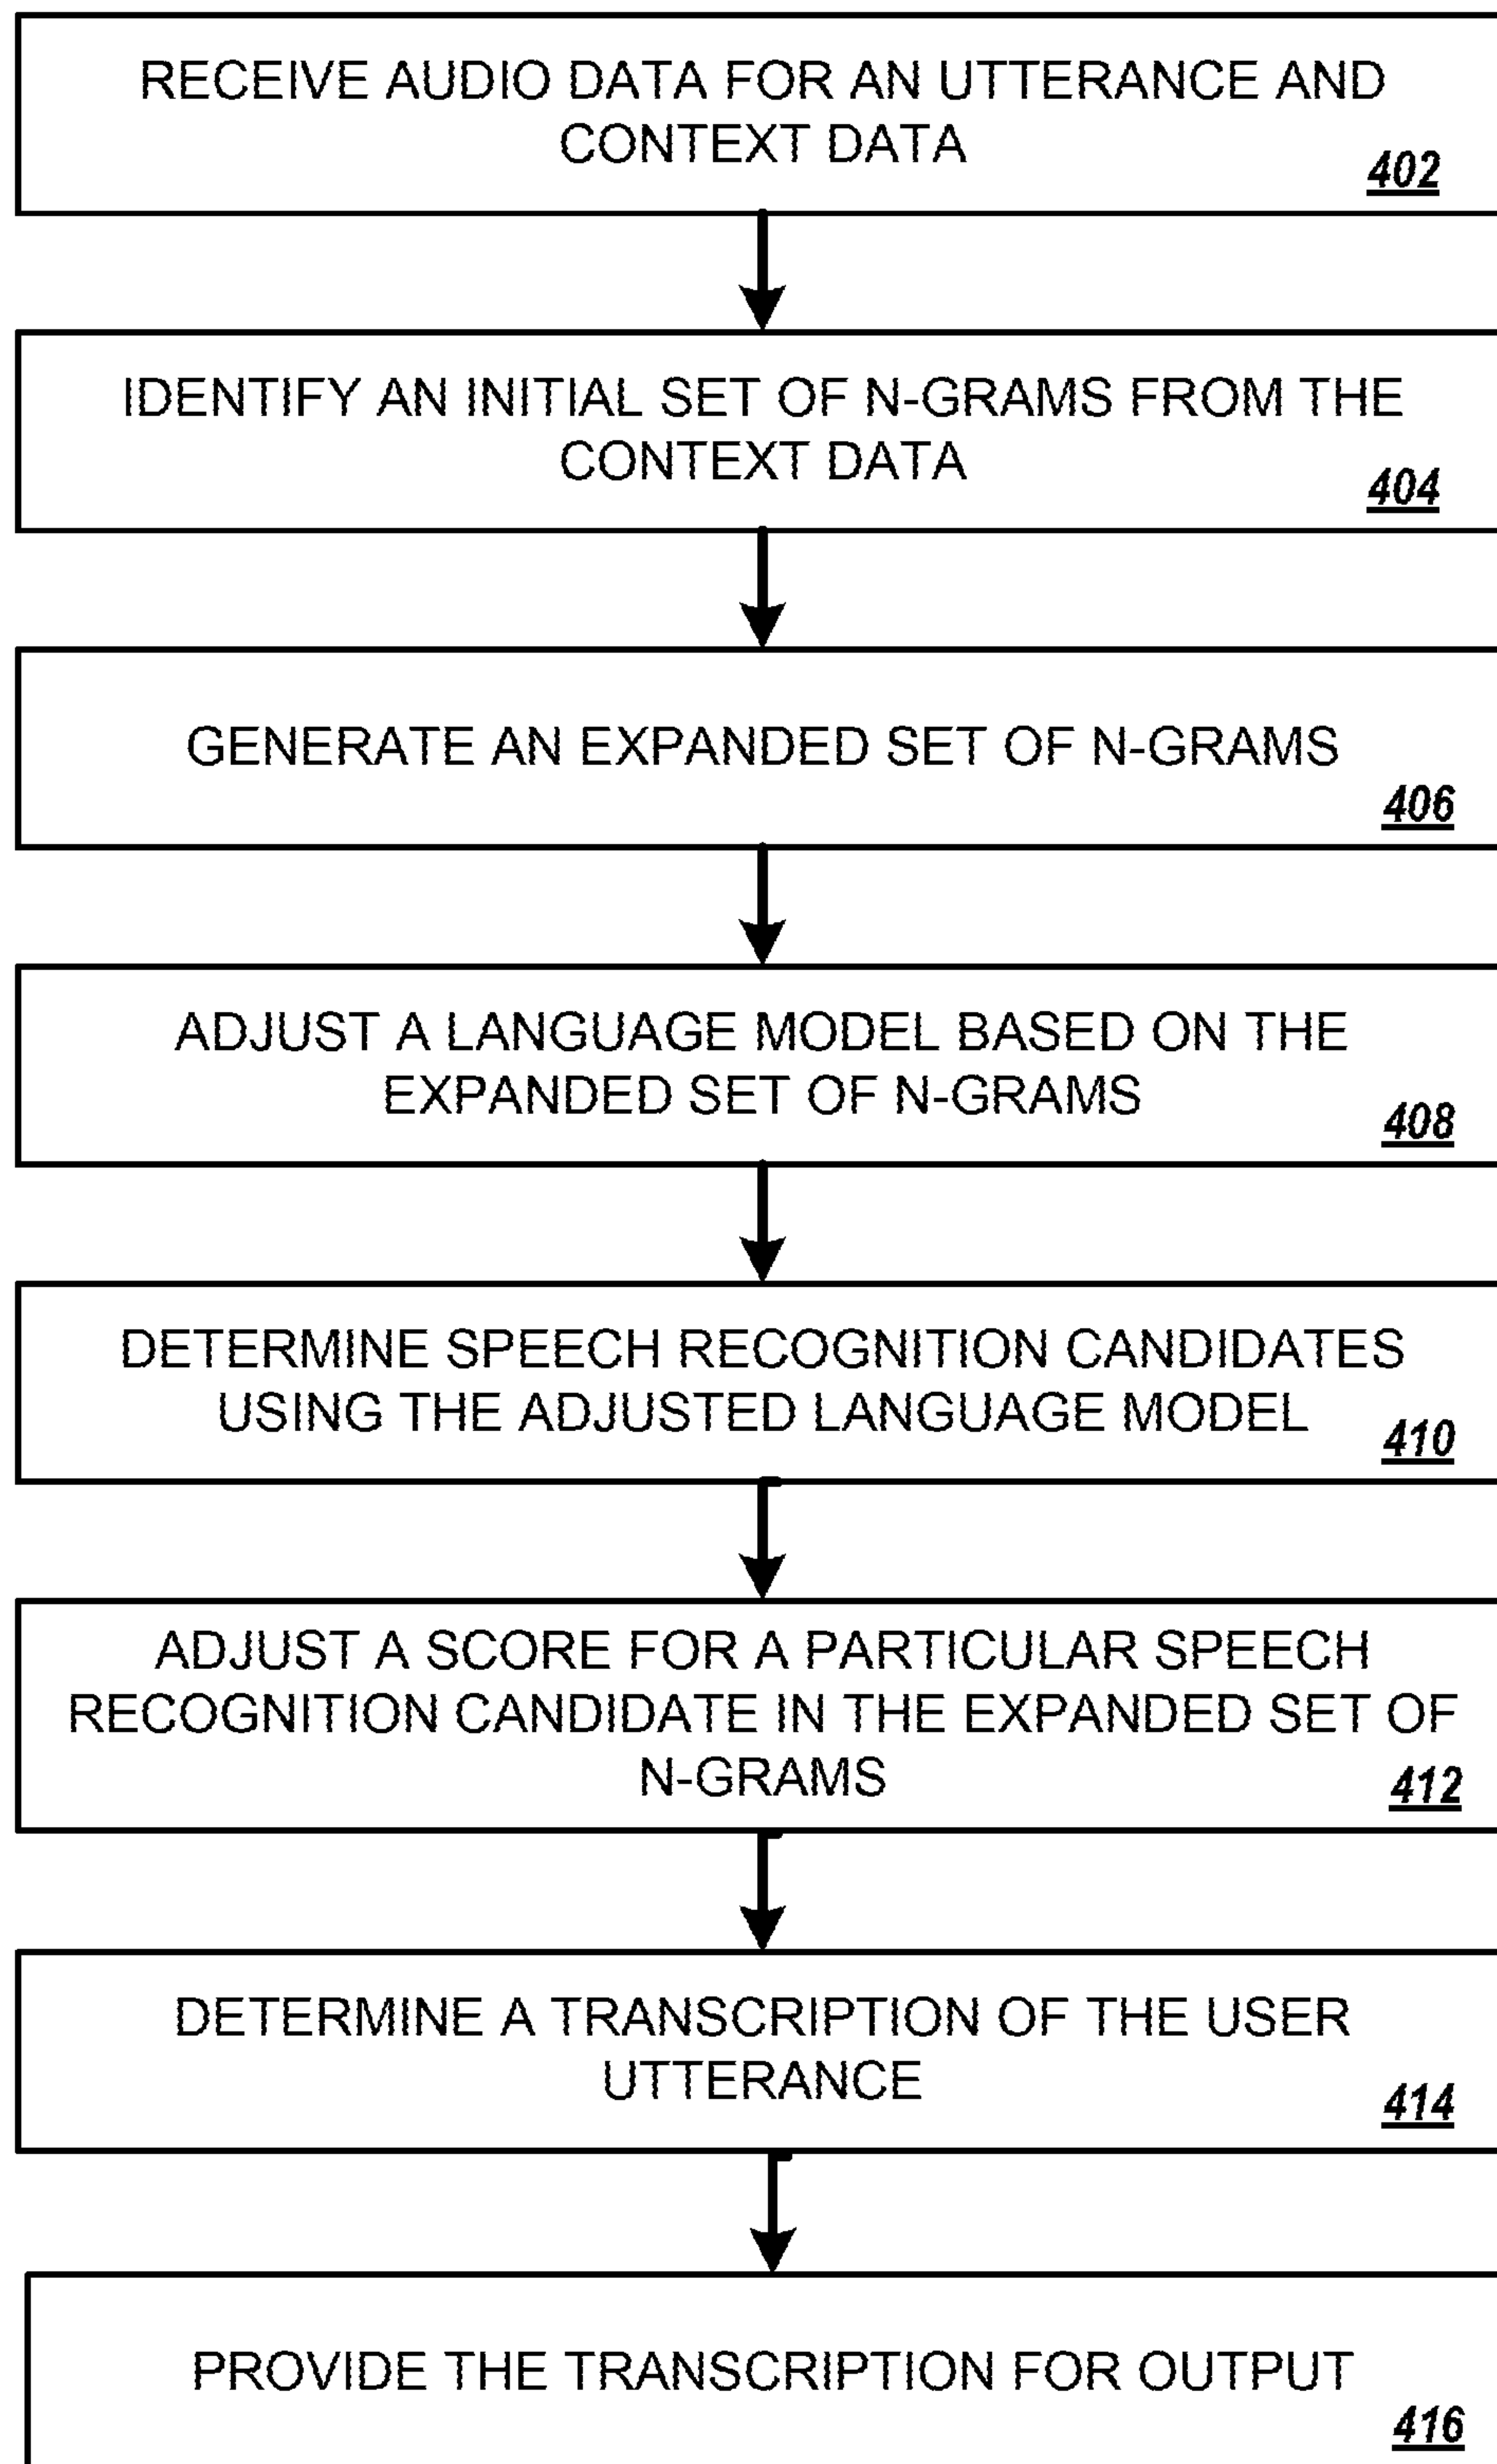 RECEIVE AUDIO DATA FOR AN UTTERANCE AND
CONTEXT DATA
402
IDENTIFY AN INITIAL SET OF N-GRAMS FROM THE
CONTEXT DATA
404
GENERATE AN EXPANDED SET OF N-GRAMS
406
ADJUST A LANGUAGE MODEL BASED ON THE
EXPANDED SET OF N-GRAMS
408
DETERMINE SPEECH RECOGNITION CANDIDATES
USING THE ADJUSTED LANGUAGE MODEL
410
ADJUST A SCORE FOR A PARTICULAR SPEECH
RECOGNITION CANDIDATE IN THE EXPANDED SET OF
N-GRAMS
412
DETERMINE A TRANSCRIPTION OF THE USER
UTTERANCE
414
PROVIDE THE TRANSCRIPTION FOR OUTPUT
416